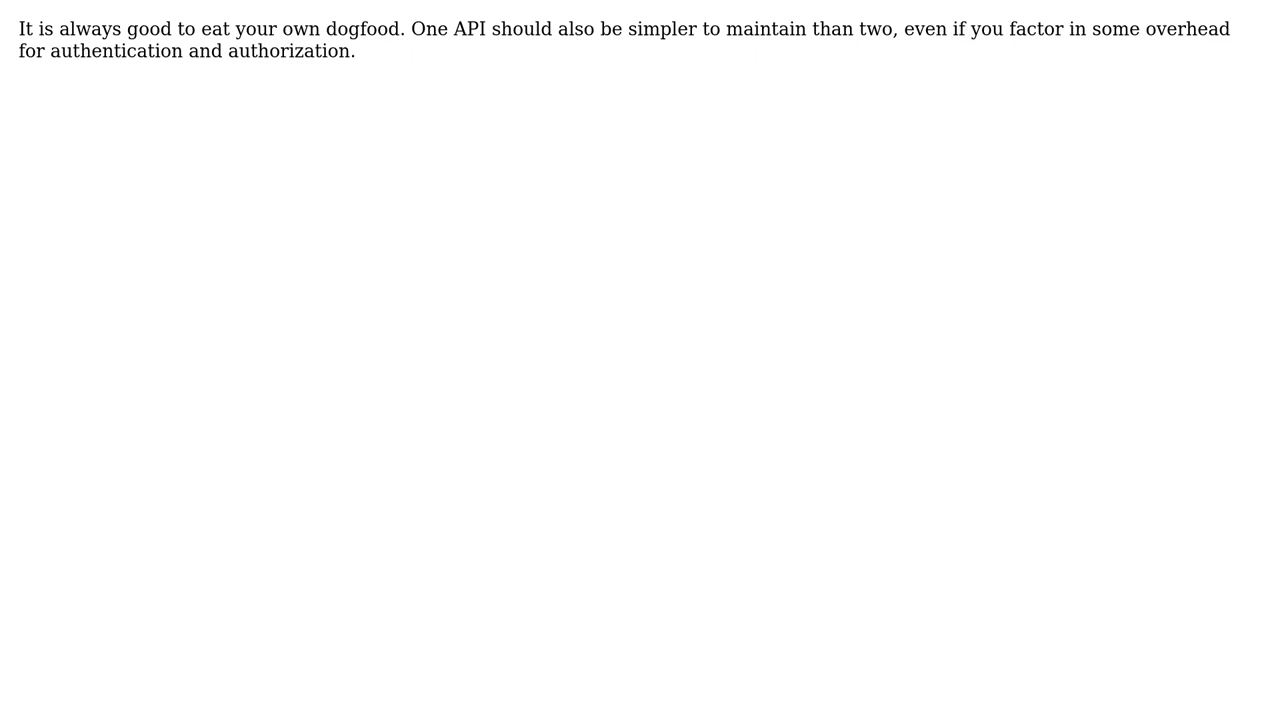 It is always good to eat your own dogfood. One API should also be simpler to maintain than two, even if you factor in some overhead
for authentication and authorization.